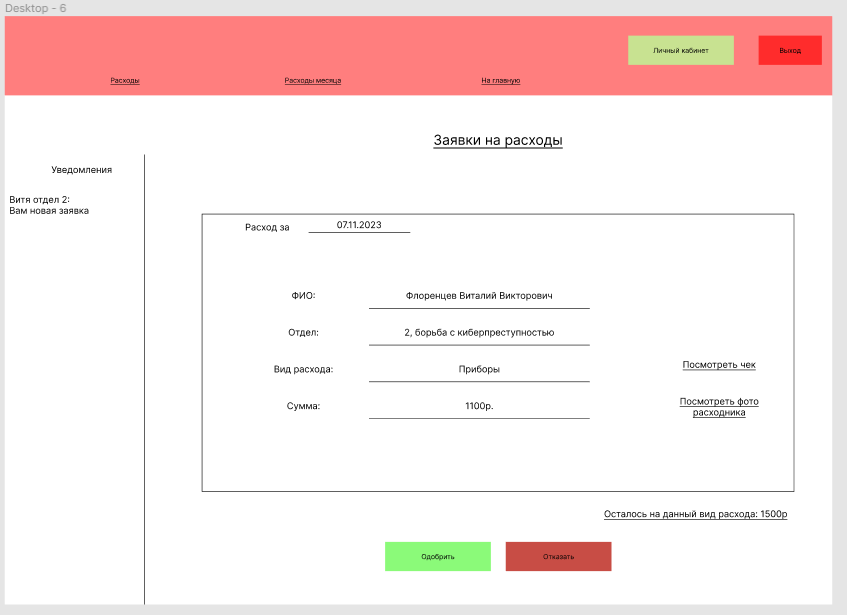 Desktop - 6
Личный кабинет
Выход
Расходы
Расходы месяца
На главную
Заявки на расходы
Уведомления
Витя отдел 2:
Вам новая заявка
Расход за
07.11.2023
ФИО:
Флоренцев Виталий Викторович
Отдел:
2, борьба с киберпреступностью
Вид расхода:
Приборы
Посмотреть чек
Сумма:
1100р.
Посмотреть фото
расходника
Осталось на данный вид расхода: 1500р
Одобрить
Отказать